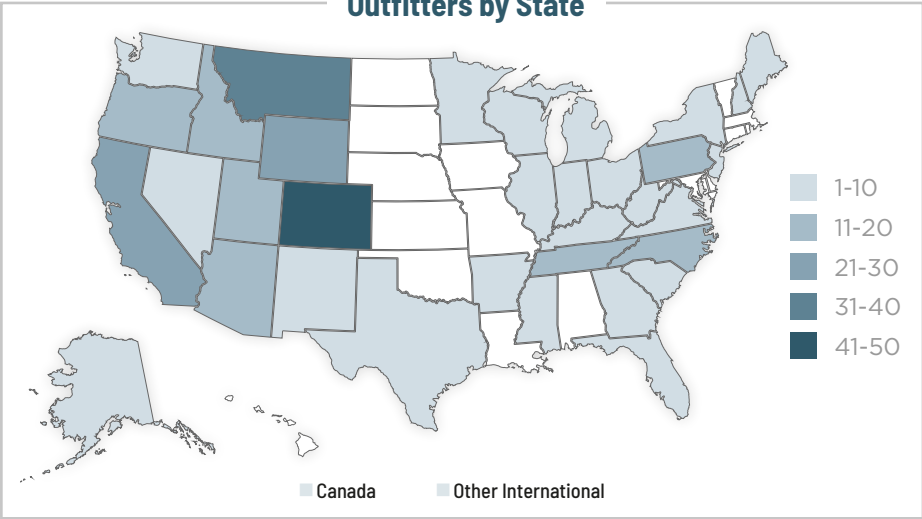 Outfitters by State
1-10
11-20
21-30
31-40
41-50
Canada
Other International